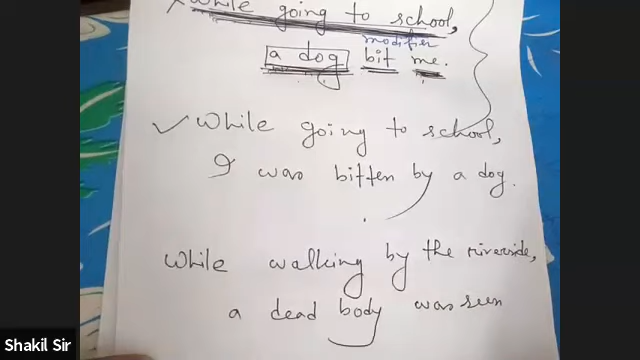 While going to school,
modifier
a dog bit me.
While going to school,
I was bitten by a dog.
While walking by the riverside,
a dead body was seen
Shakil Sir